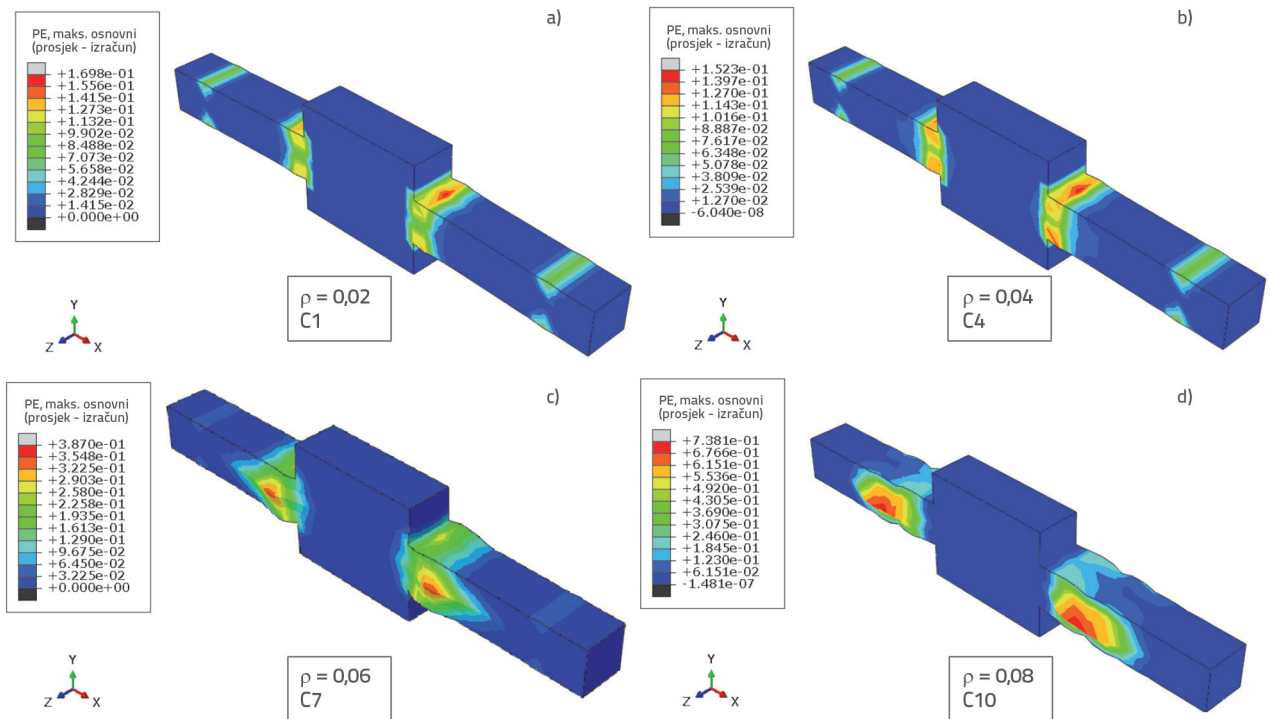 a)
PE, maks. osnovni
(prosjek - izračun)
+1.698e-01
+1.556e-01
+1.415e-01
+1.273e-01
+1.132e-01
+9.902e-02
+8.488e-02
+7.073e-02
+5.658e-02
+4.244e-02
+2.829e-02
+1.415e-02
+0.000e+00
Y
Z
X
ρ = 0,02
C1
b)
PE, maks. osnovni
(prosjek - izračun)
+1.523e-01
+1.397e-01
+1.270e-01
+1.143e-01
+1.016e-01
+8.887e-02
+7.617e-02
+6.348e-02
+5.078e-02
+3.809e-02
+2.539e-02
+1.270e-02
-6.040e-08
Y
Z
X
ρ = 0,04
C4
c)
PE, maks. osnovni
(prosjek - izračun)
+3.870e-01
+3.548e-01
+3.225e-01
+2.903e-01
+2.580e-01
+2.258e-01
+1.935e-01
+1.613e-01
+1.290e-01
+9.675e-02
+6.450e-02
+3.225e-02
+0.000e+00
Y
Z
X
ρ = 0,06
C7
d)
PE, maks. osnovni
(prosjek - izračun)
+7.381e-01
+6.766e-01
+6.151e-01
+5.536e-01
+4.920e-01
+4.305e-01
+3.690e-01
+3.075e-01
+2.460e-01
+1.845e-01
+1.230e-01
+6.151e-02
-1.481e-07
Y
Z
X
ρ = 0,08
C10